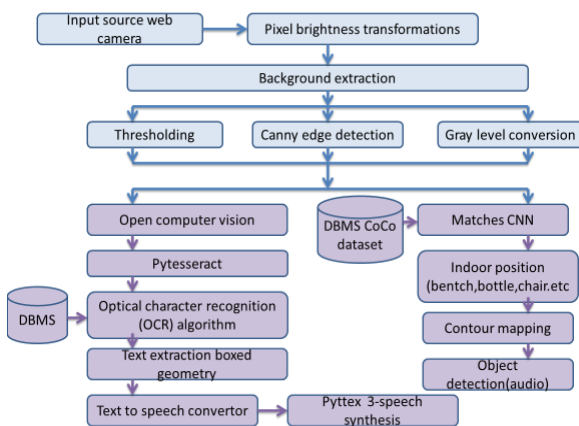 Input source web
camera
Pixel brightness transformations
Background extraction
Thresholding
Canny edge detection
Gray level conversion
Open computer vision
DBMS CoCo
dataset
Matches CNN
Pytesseract
Indoor position
(bentch,bottle,chair.etc
DBMS
Optical character recognition
(OCR) algorithm
Contour mapping
Text extraction boxed
geometry
Object
detection(audio)
Text to speech convertor
Pyttex 3-speech
synthesis